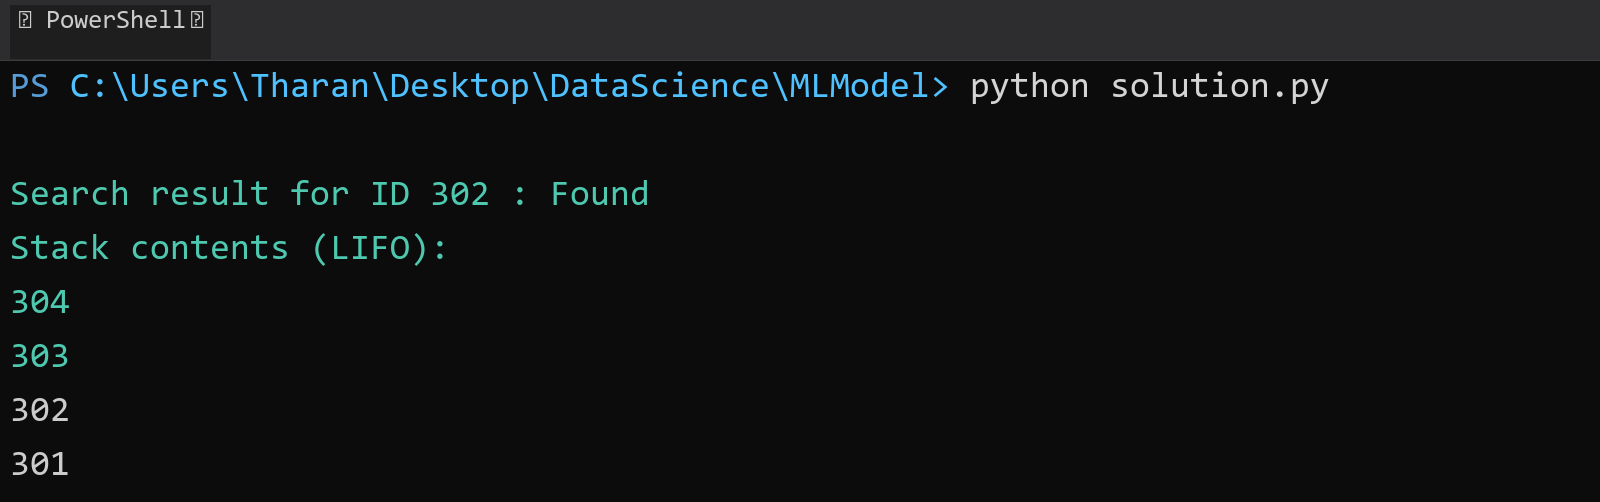 PowerShell
PS C:\Users\Tharan\Desktop\DataScience\MLModel> python solution.py
Search result for ID 302 : Found
Stack contents (LIFO):
304
303
302
301